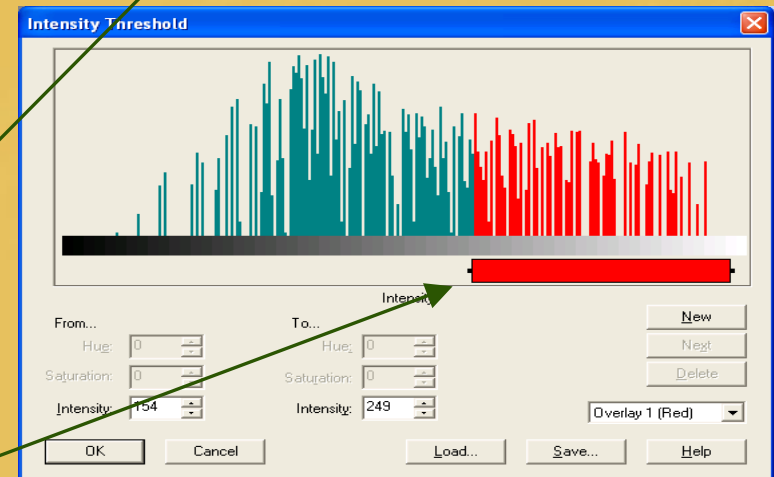 Intensity Threshold
Intensity
From...
To...
New
Hue: 0
Hue: 0
Next
Saturation: 0
Saturation: 0
Delete
Intensity: 154
Intensity: 249
Overlay 1 (Red)
OK
Cancel
Load...
Save...
Help